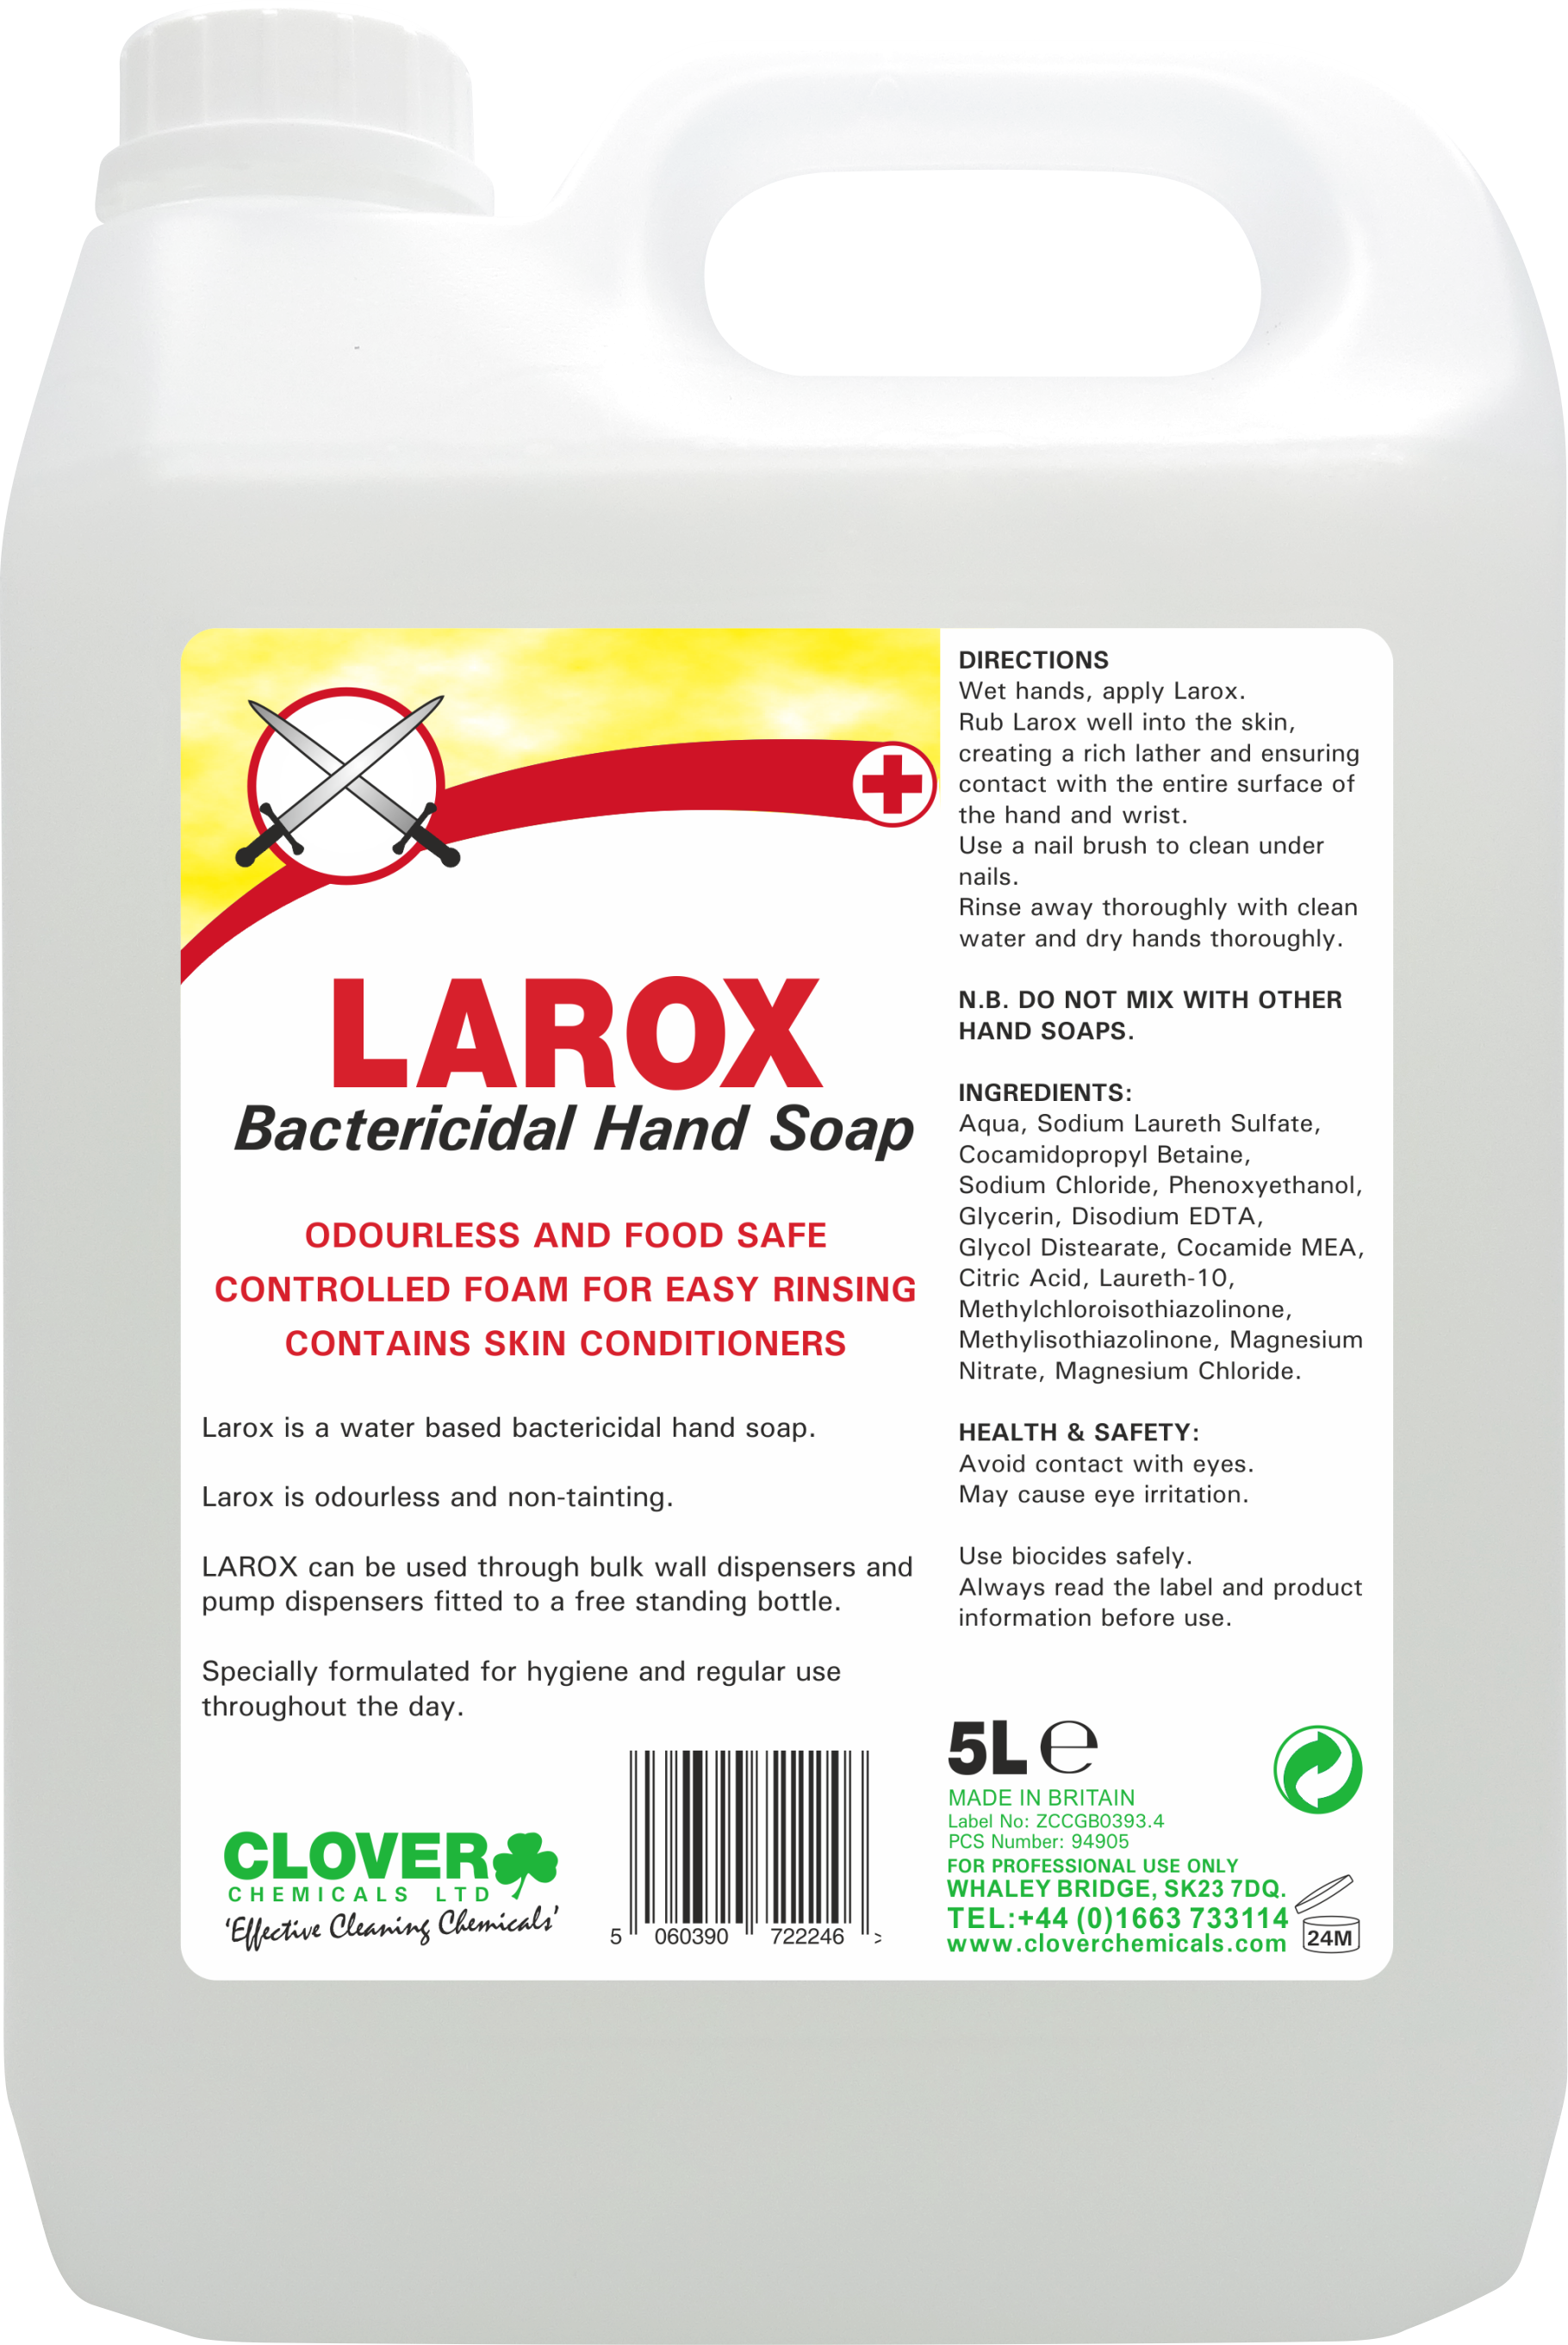 LAROX
Bactericidal Hand Soap
ODOURLESS AND FOOD SAFE
CONTROLLED FOAM FOR EASY RINSING
CONTAINS SKIN CONDITIONERS
Larox is a water based bactericidal hand soap.
Larox is odourless and non-tainting.
LAROX can be used through bulk wall dispensers and
pump dispensers fitted to a free standing bottle.
Specially formulated for hygiene and regular use
throughout the day.
CLOVER
CHEMICALS LTD
'Effective Cleaning Chemicals'
5 060390 722246 >
DIRECTIONS
Wet hands, apply Larox.
Rub Larox well into the skin,
creating a rich lather and ensuring
contact with the entire surface of
the hand and wrist.
Use a nail brush to clean under
nails.
Rinse away thoroughly with clean
water and dry hands thoroughly.
N.B. DO NOT MIX WITH OTHER
HAND SOAPS.
INGREDIENTS:
Aqua, Sodium Laureth Sulfate,
Cocamidopropyl Betaine,
Sodium Chloride, Phenoxyethanol,
Glycerin, Disodium EDTA,
Glycol Distearate, Cocamide MEA,
Citric Acid, Laureth-10,
Methylchloroisothiazolinone,
Methylisothiazolinone, Magnesium
Nitrate, Magnesium Chloride.
HEALTH & SAFETY:
Avoid contact with eyes.
May cause eye irritation.
Use biocides safely.
Always read the label and product
information before use.
5L e
MADE IN BRITAIN
Label No: ZCCGB0393.4
PCS Number: 94905
FOR PROFESSIONAL USE ONLY
WHALEY BRIDGE, SK23 7DQ.
TEL:+44 (0)1663 733114
www.cloverchemicals.com
24M